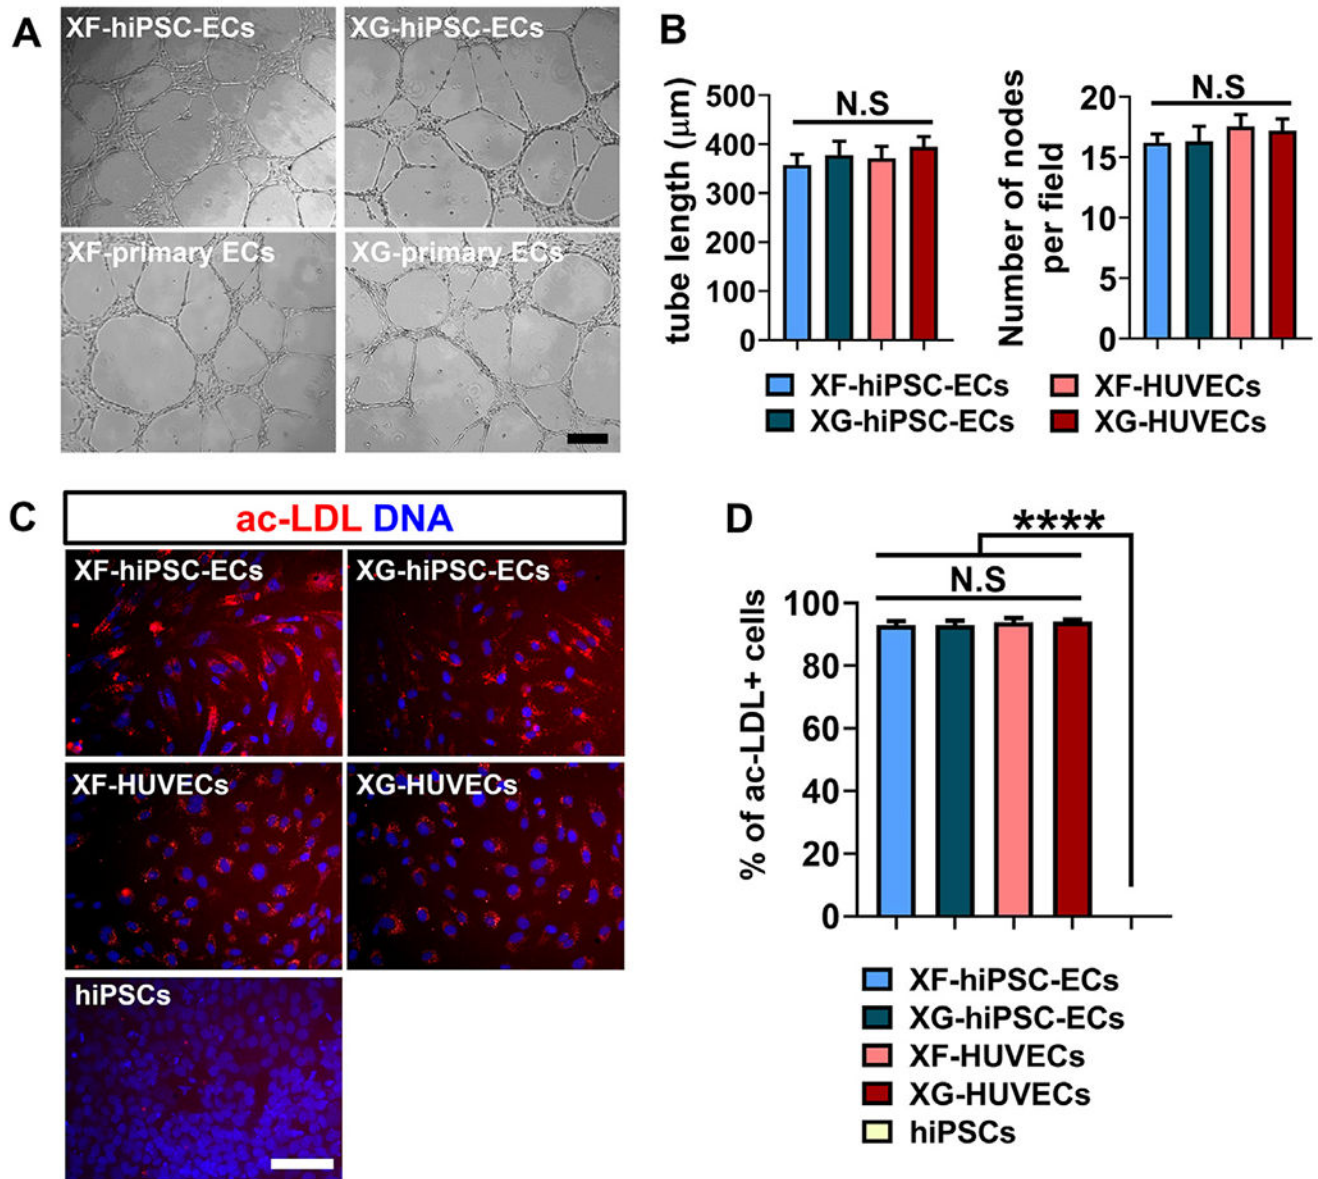 A
XF-hiPSC-ECs
XG-hiPSC-ECs
XF-primary ECs
XG-primary ECs
B
tube length (μm)
500
400
300
200
100
0
N.S
Number of nodes
per field
20
15
10
5
0
N.S
XF-hiPSC-ECs
XF-HUVECs
XG-hiPSC-ECs
XG-HUVECs
C
ac-LDL DNA
XF-hiPSC-ECs
XG-hiPSC-ECs
XF-HUVECs
XG-HUVECs
hiPSCs
D
****
N.S
% of ac-LDL+ cells
100
80
60
40
20
0
XF-hiPSC-ECs
XG-hiPSC-ECs
XF-HUVECs
XG-HUVECs
hiPSCs